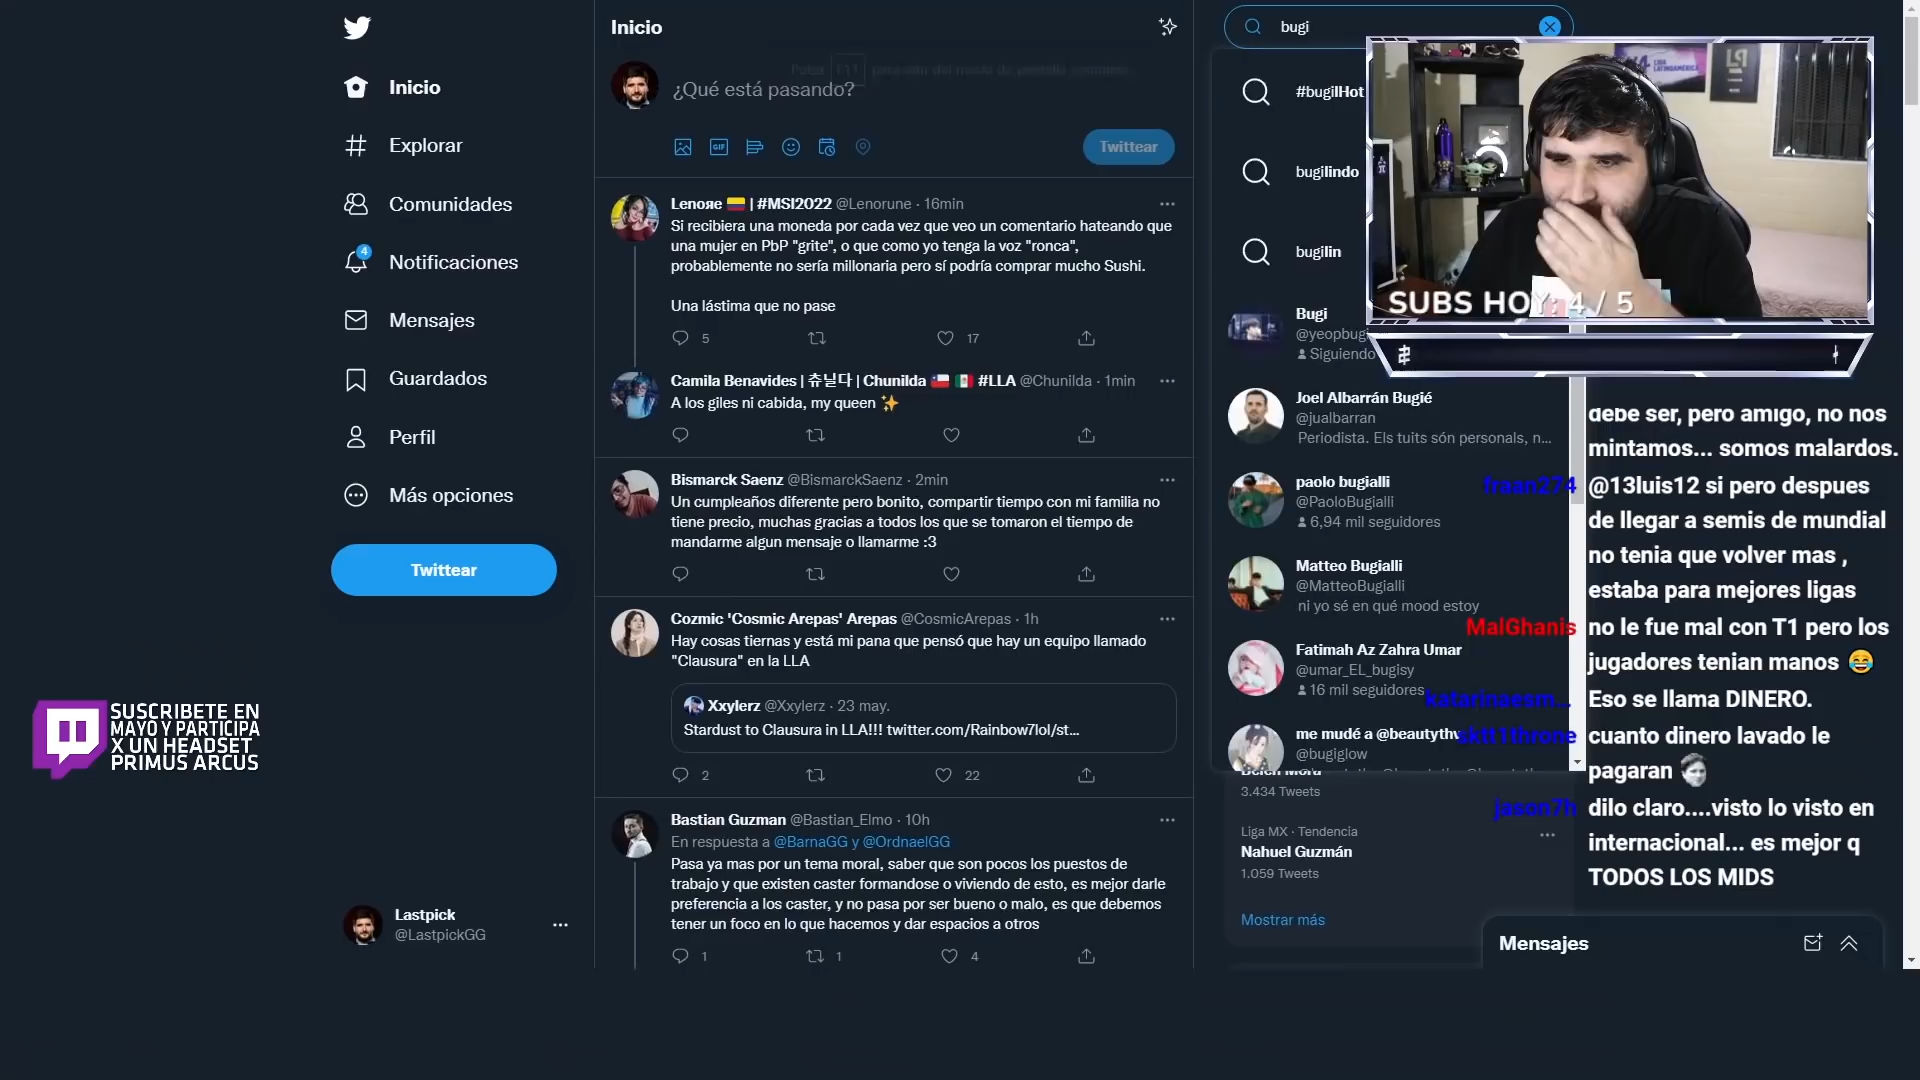 Inicio
Explorar
Comunidades
4
Notificaciones
Mensajes
Guardados
Perfil
Más opciones
Twittear
SUSCRIBETE EN
MAYO Y PARTICIPA
X UN HEADSET
PRIMUS ARCUS
Lastpick
@LastpickGG
Inicio
¿Qué está pasando?
GIF
Twittear
Lenoяe 🇨🇴 | #MSI2022 @Lenorune · 16min
Si recibiera una moneda por cada vez que veo un comentario hateando que
una mujer en PbP "grite", o que como yo tenga la voz "ronca",
probablemente no sería millonaria pero sí podría comprar mucho Sushi.
Una lástima que no pase
5 17
Camila Benavides | 츄닐다 | Chunilda 🇨🇱 🇲🇽 #LLA @Chunilda · 1min
A los giles ni cabida, my queen ✨
Bismarck Saenz @BismarckSaenz · 2min
Un cumpleaños diferente pero bonito, compartir tiempo con mi familia no
tiene precio, muchas gracias a todos los que se tomaron el tiempo de
mandarme algun mensaje o llamarme :3
Cozmic 'Cosmic Arepas' Arepas @CosmicArepas · 1h
Hay cosas tiernas y está mi pana que pensó que hay un equipo llamado
"Clausura" en la LLA
Xxylerz @Xxylerz · 23 may.
Stardust to Clausura in LLA!!! twitter.com/Rainbow7lol/st...
2 22
Bastian Guzman @Bastian_Elmo · 10h
En respuesta a @BarnaGG y @OrdnaelGG
Pasa ya mas por un tema moral, saber que son pocos los puestos de
trabajo y que existen caster formandose o viviendo de esto, es mejor darle
preferencia a los caster, y no pasa por ser bueno o malo, es que debemos
tener un foco en lo que hacemos y dar espacios a otros
1 1 4
bugi
#bugilHot
bugilindo
bugilin
Bugi
@yeopbugi
Siguiendo
Joel Albarrán Bugié
@jualbarran
Periodista. Els tuits són personals, n...
paolo bugialli
@PaoloBugialli
6,94 mil seguidores
Matteo Bugialli
@MatteoBugialli
ni yo sé en qué mood estoy
Fatimah Az Zahra Umar
@umar_EL_bugisy
16 mil seguidores
me mudé a @beautythv
@bugiglow
Belén Mora
3.434 Tweets
Liga MX · Tendencia
Nahuel Guzmán
1.059 Tweets
Mostrar más
Mensajes
LIGA
LATINOAMÉRICA
SUBS HOY: 4 / 5
debe ser, pero amigo, no nos
mintamos... somos malardos.
fraan274 @13luis12 si pero despues
de llegar a semis de mundial
no tenia que volver mas ,
estaba para mejores ligas
MalGhanis no le fue mal con T1 pero los
jugadores tenian manos 😂
katarinaesm... Eso se llama DINERO.
sktt1throne cuanto dinero lavado le
pagaran
jason7h dilo claro....visto lo visto en
internacional... es mejor q
TODOS LOS MIDS